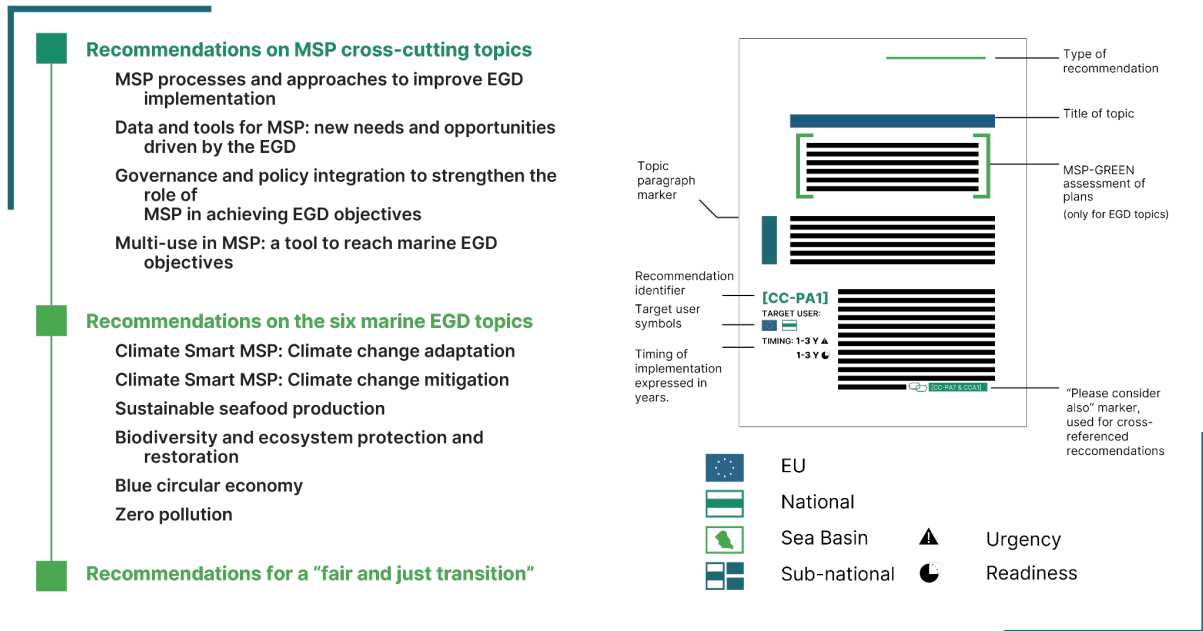 Recommendations on MSP cross-cutting topics
MSP processes and approaches to improve EGD
implementation
Data and tools for MSP: new needs and opportunities
driven by the EGD
Governance and policy integration to strengthen the
role of
MSP in achieving EGD objectives
Multi-use in MSP: a tool to reach marine EGD
objectives
Recommendations on the six marine EGD topics
Climate Smart MSP: Climate change adaptation
Climate Smart MSP: Climate change mitigation
Sustainable seafood production
Biodiversity and ecosystem protection and
restoration
Blue circular economy
Zero pollution
Recommendations for a “fair and just transition”
Type of
recommendation
Title of topic
MSP-GREEN
assessment of
plans
(only for EGD topics)
Topic
paragraph
marker
Recommendation
identifier
Target user
symbols
Timing of
implementation
expressed in
years.
[CC-PA1]
TARGET USER:
TIMING: 1-3 Y
1-3 Y
[CC-PA7 & CCA1]
“Please consider
also” marker,
used for cross-
referenced
reccomendations
EU
National
Sea Basin
Sub-national
Urgency
Readiness